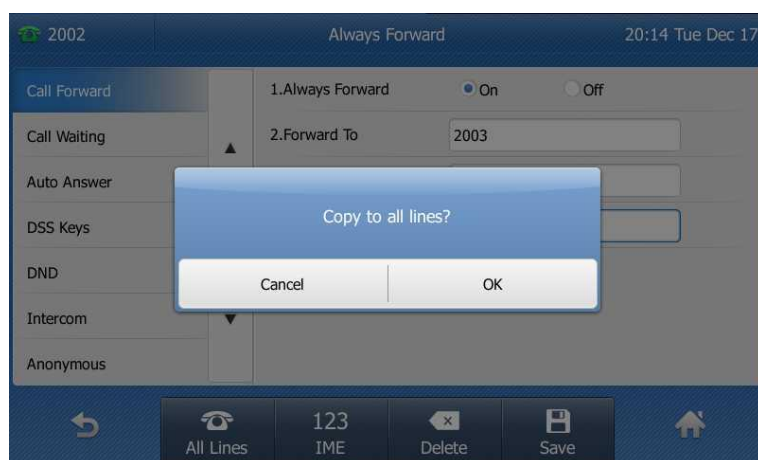 2002 Always Forward 20:14 Tue Dec 17
Call Forward
1.Always Forward On Off
Call Waiting
2.Forward To 2003
Auto Answer
DSS Keys
DND
Intercom
Anonymous
Copy to all lines?
Cancel OK
All Lines
123
IME
Delete
Save